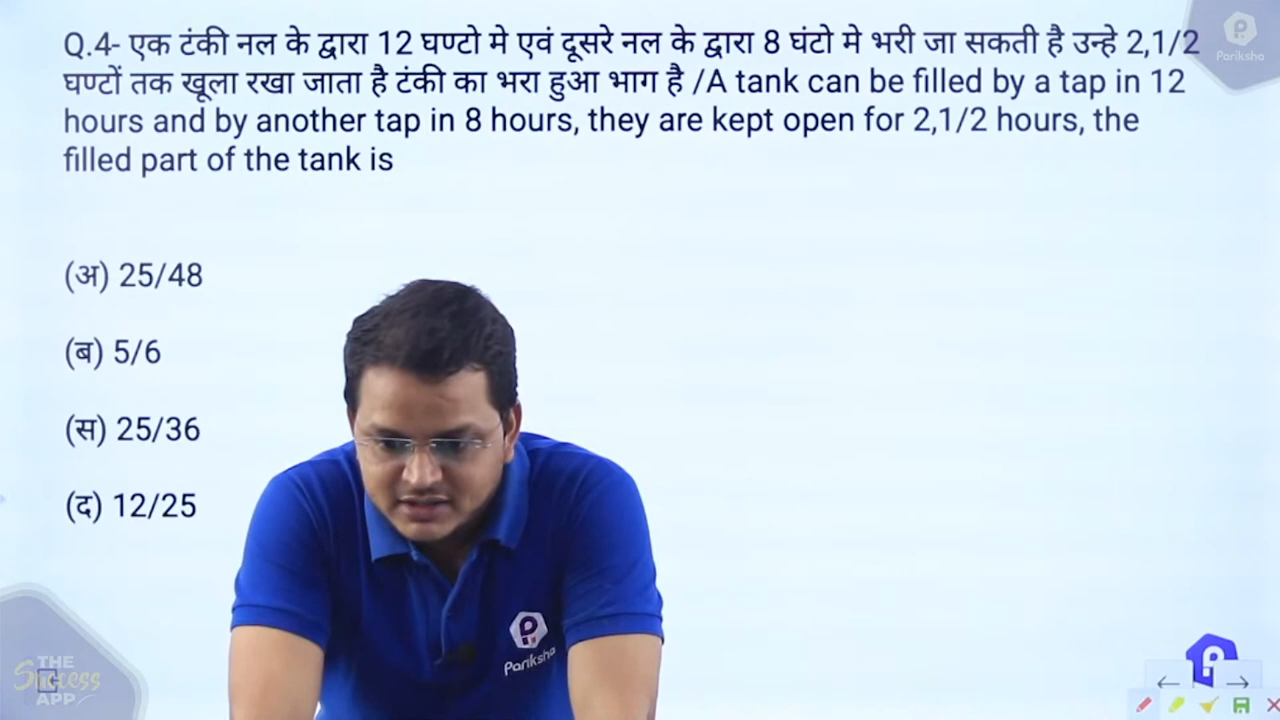 Q.4- एक टंकी नल के द्वारा 12 घण्टो मे एवं दूसरे नल के द्वारा 8 घंटो मे भरी जा सकती है उन्हे 2,1/2
घण्टों तक खूला रखा जाता है टंकी का भरा हुआ भाग है /A tank can be filled by a tap in 12
hours and by another tap in 8 hours, they are kept open for 2,1/2 hours, the
filled part of the tank is
(अ) 25/48
(ब) 5/6
(स) 25/36
(द) 12/25
Pariksha
Pariksha
THE
Success
APP